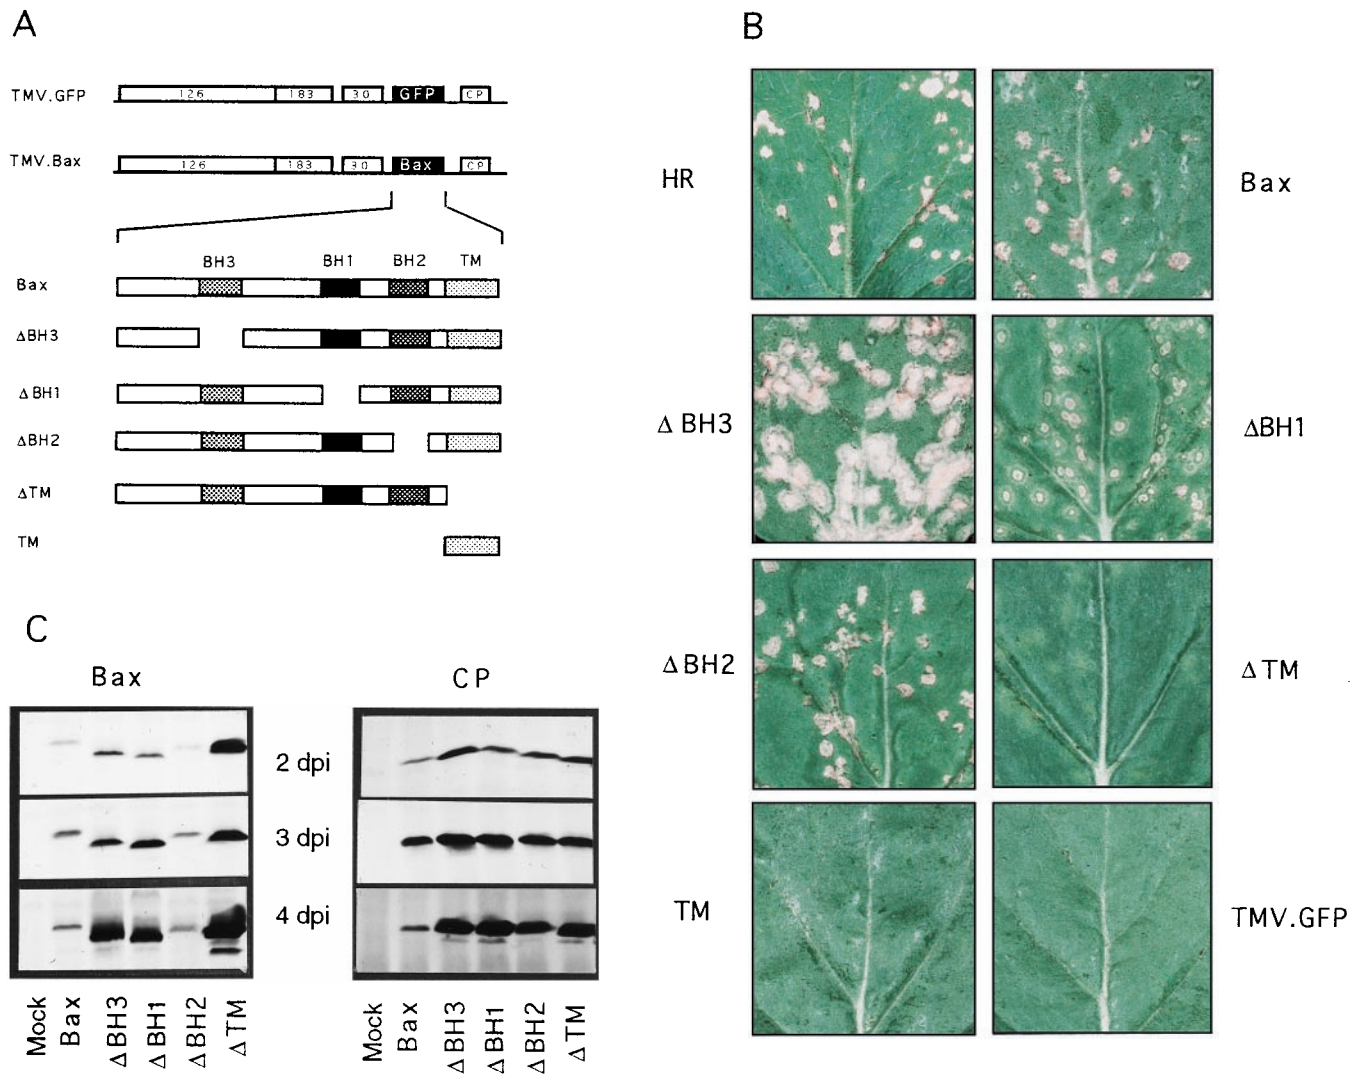 A
TMV.GFP 126 183 30 GFP CP
TMV.Bax 126 183 30 Bax CP
BH3 BH1 BH2 TM
Bax
ΔBH3
ΔBH1
ΔBH2
ΔTM
TM
B
HR
Bax
ΔBH3
ΔBH1
ΔBH2
ΔTM
TM
TMV.GFP
C
Bax CP
2 dpi
3 dpi
4 dpi
Mock Bax ΔBH3 ΔBH1 ΔBH2 ΔTM
Mock Bax ΔBH3 ΔBH1 ΔBH2 ΔTM